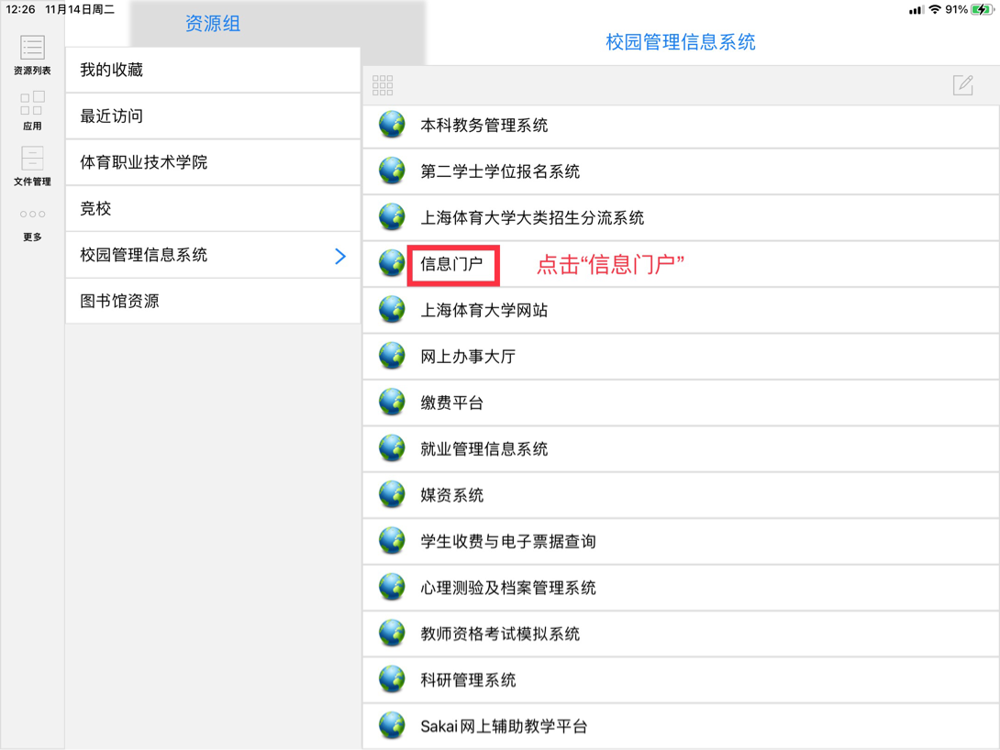 12:26 11月14日周二
91%
资源列表
应用
文件管理
更多
资源组
我的收藏
最近访问
体育职业技术学院
竞校
校园管理信息系统
图书馆资源
校园管理信息系统
本科教务管理系统
第二学士学位报名系统
上海体育大学大类招生分流系统
信息门户
点击“信息门户”
上海体育大学网站
网上办事大厅
缴费平台
就业管理信息系统
媒资系统
学生收费与电子票据查询
心理测验及档案管理系统
教师资格考试模拟系统
科研管理系统
Sakai网上辅助教学平台